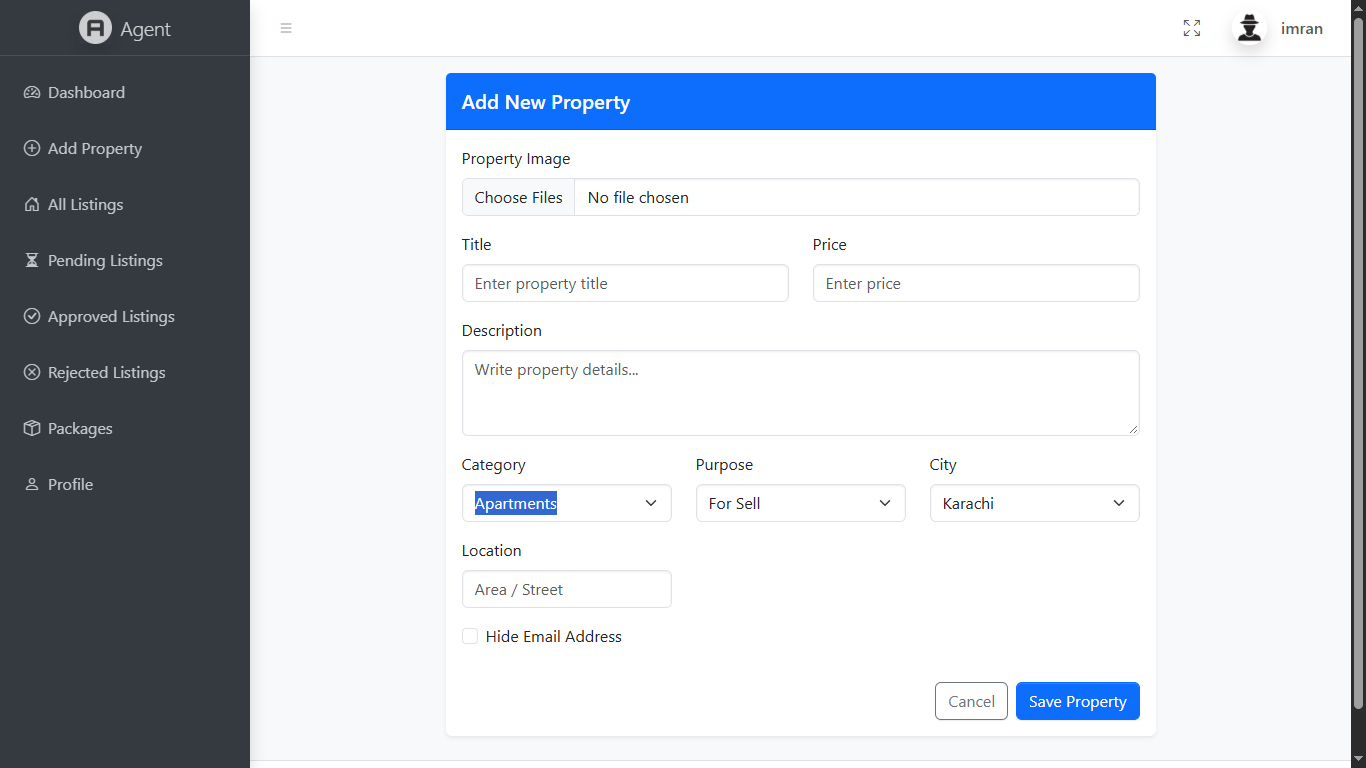 Agent
imran
Dashboard
Add Property
All Listings
Pending Listings
Approved Listings
Rejected Listings
Packages
Profile
Add New Property
Property Image
Choose Files No file chosen
Title Price
Enter property title Enter price
Description
Write property details...
Category Purpose City
Apartments For Sell Karachi
Location
Area / Street
Hide Email Address
Cancel Save Property